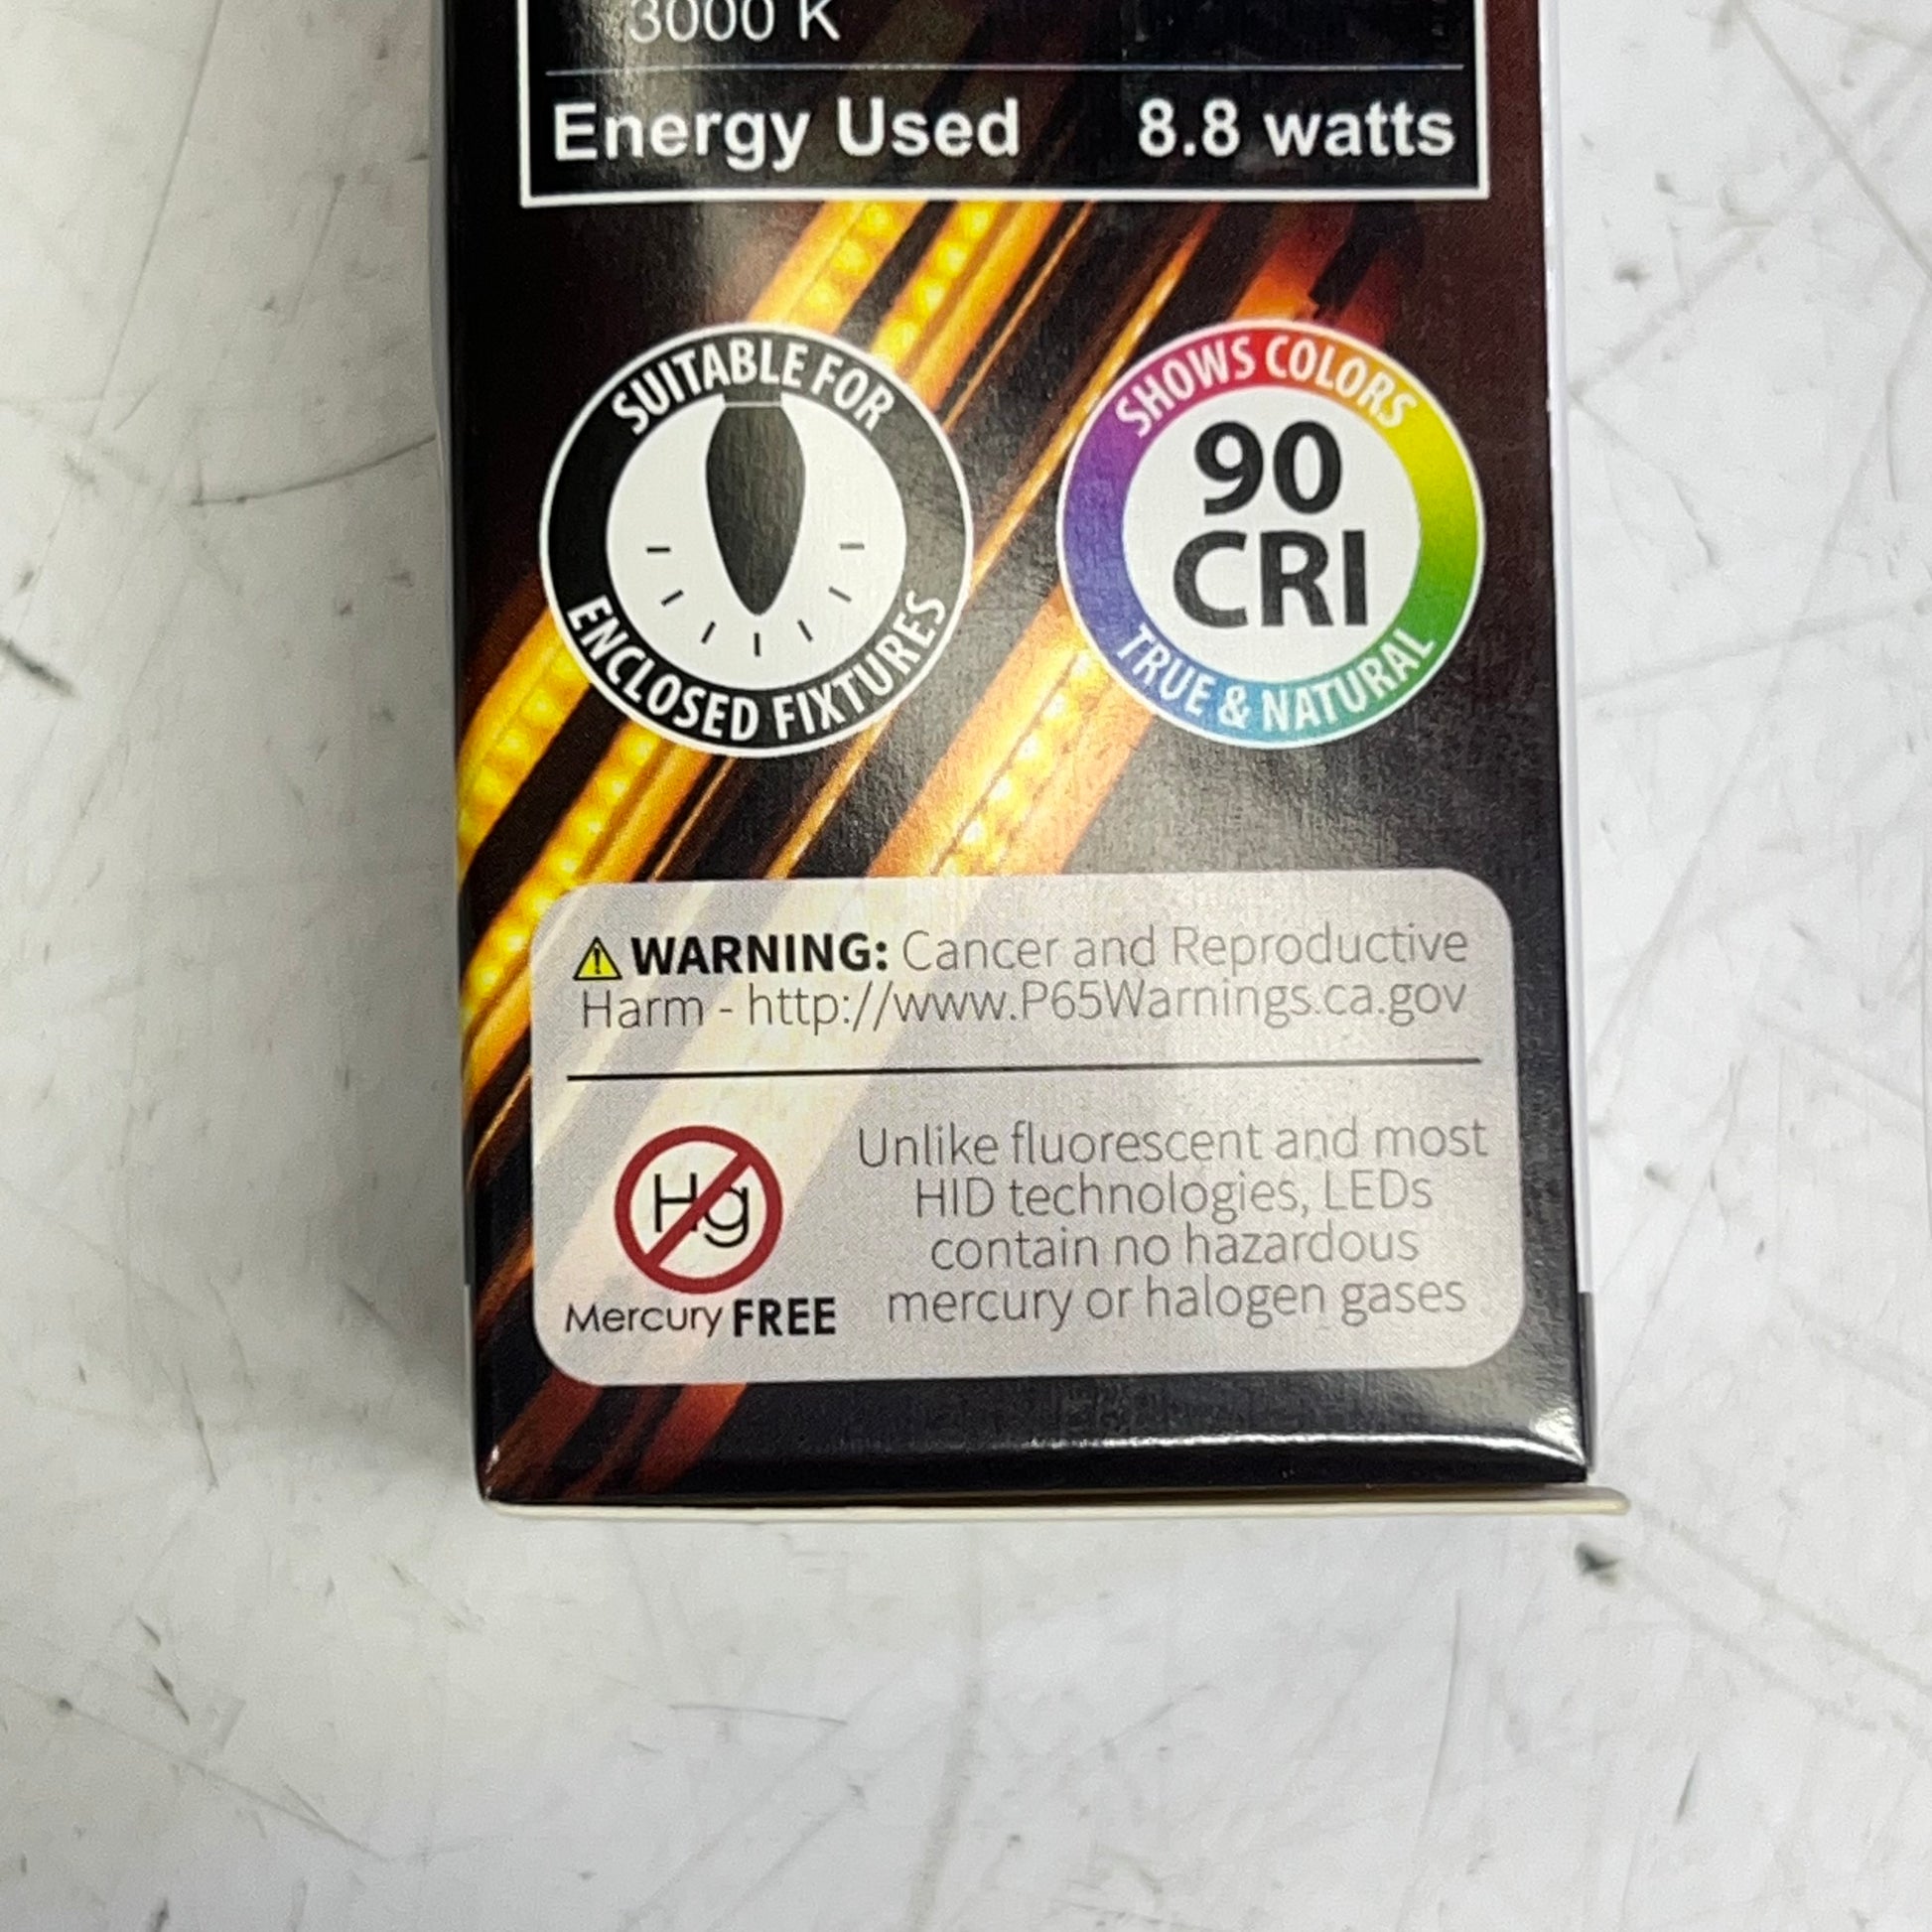 3000 K
Energy Used 8.8 watts
SUITABLE FOR
ENCLOSED FIXTURES
SHOWS COLORS
90
CRI
TRUE & NATURAL
WARNING: Cancer and Reproductive
Harm - http://www.P65Warnings.ca.gov
Hg
Mercury FREE
Unlike fluorescent and most
HID technologies, LEDs
contain no hazardous
mercury or halogen gases